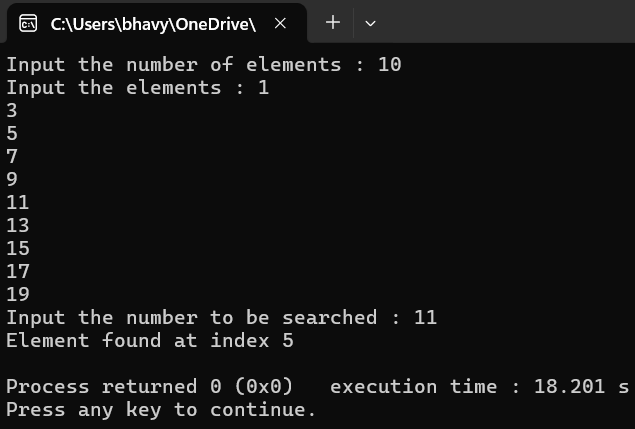 C:\Users\bhavy\OneDrive\
Input the number of elements : 10
Input the elements : 1
3
5
7
9
11
13
15
17
19
Input the number to be searched : 11
Element found at index 5
Process returned 0 (0x0)   execution time : 18.201 s
Press any key to continue.